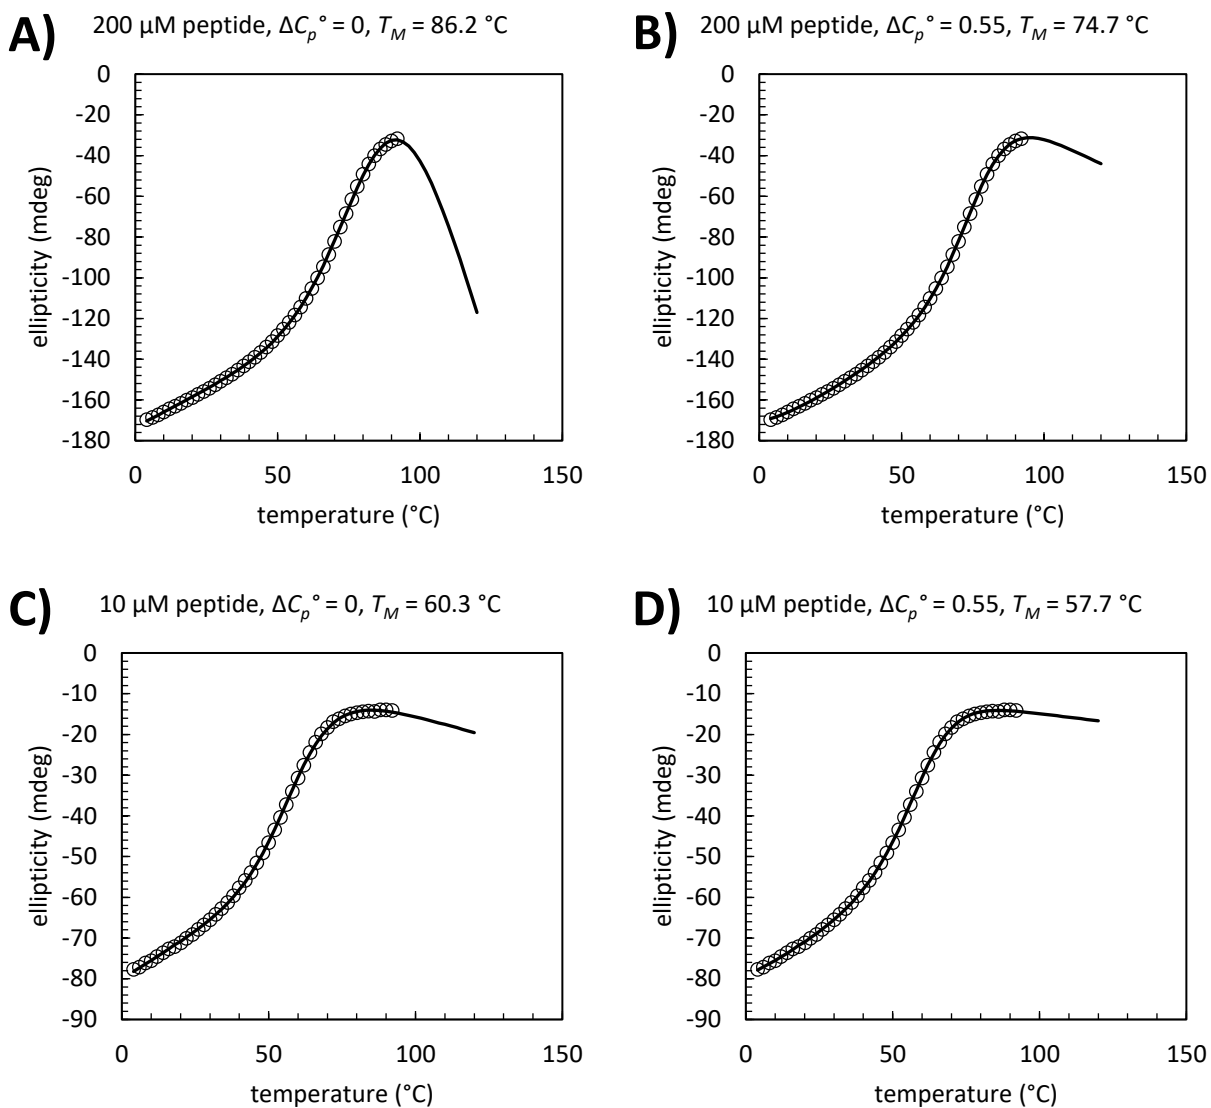 A) 200 µM peptide, ΔCp° = 0, TM = 86.2 °C
0
-20
-40
-60
-80
-100
-120
-140
-160
-180
ellipticity (mdeg)
0 50 100 150
temperature (°C)
B) 200 µM peptide, ΔCp° = 0.55, TM = 74.7 °C
0
-20
-40
-60
-80
-100
-120
-140
-160
-180
ellipticity (mdeg)
0 50 100 150
temperature (°C)
C) 10 µM peptide, ΔCp° = 0, TM = 60.3 °C
0
-10
-20
-30
-40
-50
-60
-70
-80
-90
ellipticity (mdeg)
0 50 100 150
temperature (°C)
D) 10 µM peptide, ΔCp° = 0.55, TM = 57.7 °C
0
-10
-20
-30
-40
-50
-60
-70
-80
-90
ellipticity (mdeg)
0 50 100 150
temperature (°C)